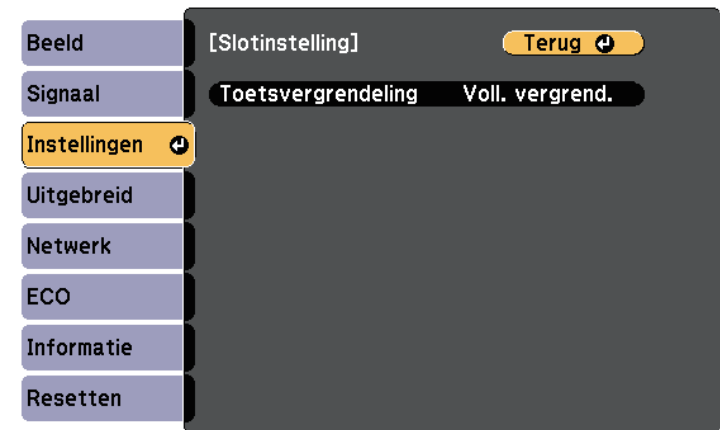 Beeld
Signaal
Instellingen
Uitgebreid
Netwerk
ECO
Informatie
Resetten
[Slotinstelling] Terug
Toetsvergrendeling Voll. vergrend.